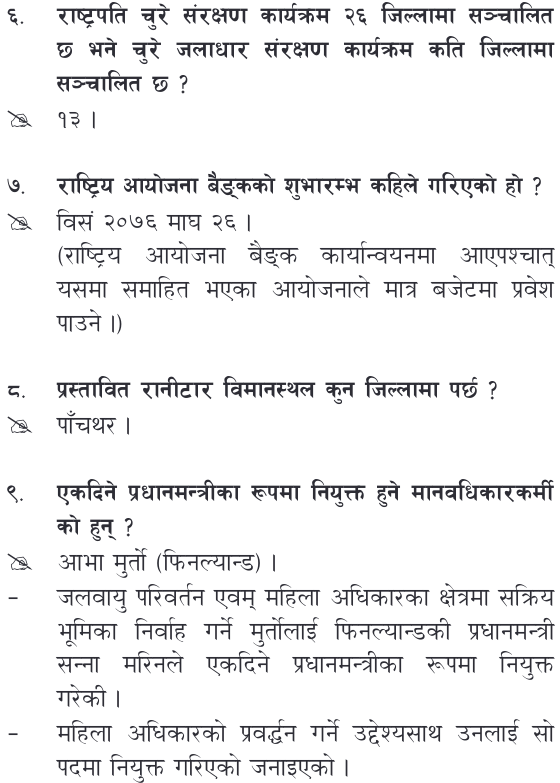 ६. राष्ट्रपति चुरे संरक्षण कार्यक्रम २६ जिल्लामा सञ्चालित
छ भने चुरे जलाधार संरक्षण कार्यक्रम कति जिल्लामा
सञ्चालित छ ?
१३ ।
७. राष्ट्रिय आयोजना बैङ्कको शुभारम्भ कहिले गरिएको हो ?
विसं २०७६ माघ २६ ।
(राष्ट्रिय आयोजना बैङ्क कार्यान्वयनमा आएपश्चात्
यसमा समाहित भएका आयोजनाले मात्र बजेटमा प्रवेश
पाउने ।)
८. प्रस्तावित रानीटार विमानस्थल कुन जिल्लामा पर्छ ?
पाँचथर ।
९. एकदिने प्रधानमन्त्रीका रूपमा नियुक्त हुने मानवधिकारकर्मी
को हुन् ?
आभा मुर्तो (फिनल्यान्ड) ।
- जलवायु परिवर्तन एवम् महिला अधिकारका क्षेत्रमा सक्रिय
भूमिका निर्वाह गर्ने मुर्तोलाई फिनल्यान्डकी प्रधानमन्त्री
सन्ना मरिनले एकदिने प्रधानमन्त्रीका रूपमा नियुक्त
गरेकी ।
- महिला अधिकारको प्रवर्द्धन गर्ने उद्देश्यसाथ उनलाई सो
पदमा नियुक्त गरिएको जनाइएको ।